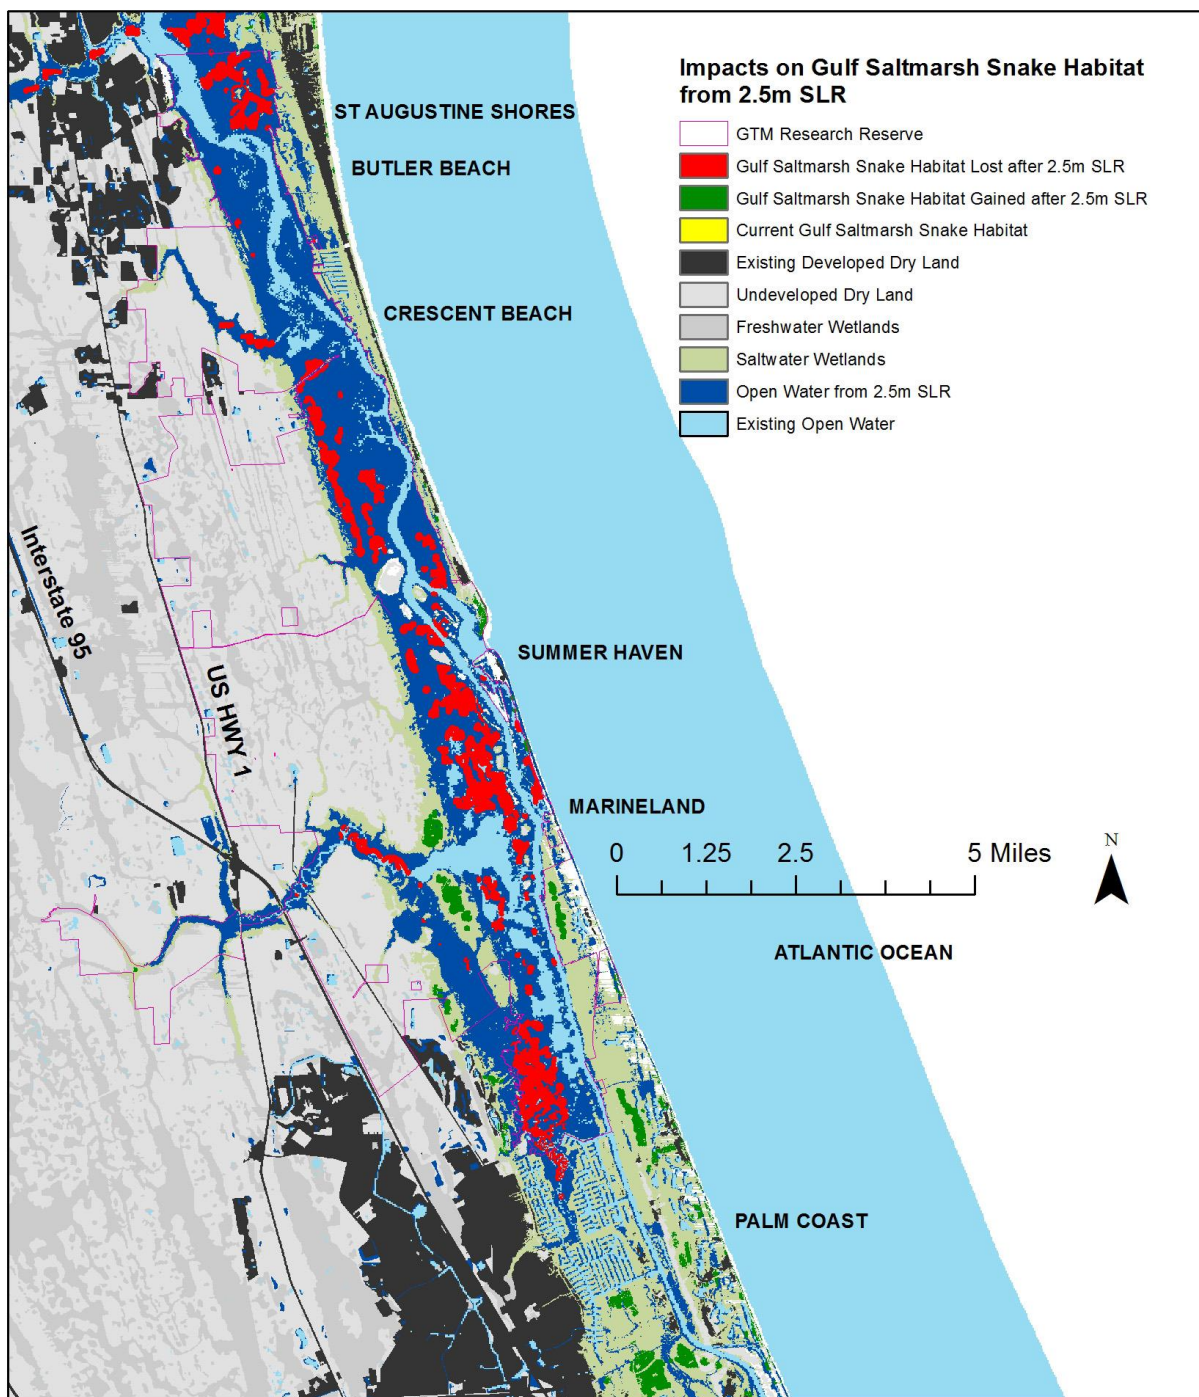 Impacts on Gulf Saltmarsh Snake Habitat
from 2.5m SLR
GTM Research Reserve
Gulf Saltmarsh Snake Habitat Lost after 2.5m SLR
Gulf Saltmarsh Snake Habitat Gained after 2.5m SLR
Current Gulf Saltmarsh Snake Habitat
Existing Developed Dry Land
Undeveloped Dry Land
Freshwater Wetlands
Saltwater Wetlands
Open Water from 2.5m SLR
Existing Open Water
ST AUGUSTINE SHORES
BUTLER BEACH
CRESCENT BEACH
Interstate 95
US HWY 1
SUMMER HAVEN
MARINELAND
0 1.25 2.5 5 Miles
N
ATLANTIC OCEAN
PALM COAST